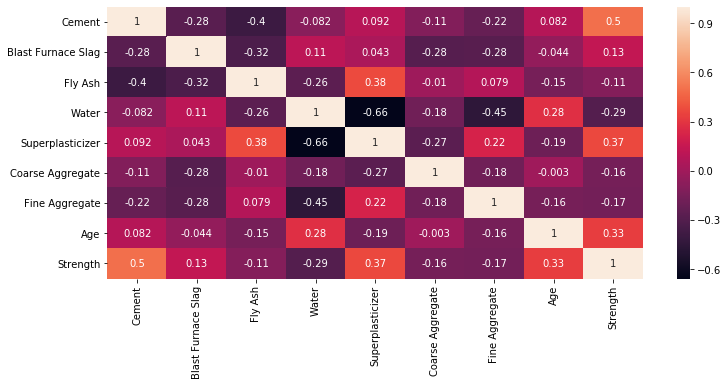 Cement 1 -0.28 -0.4 -0.082 0.092 -0.11 -0.22 0.082 0.5
Blast Furnace Slag -0.28 1 -0.32 0.11 0.043 -0.28 -0.28 -0.044 0.13
Fly Ash -0.4 -0.32 1 -0.26 0.38 -0.01 0.079 -0.15 -0.11
Water -0.082 0.11 -0.26 1 -0.66 -0.18 -0.45 0.28 -0.29
Superplasticizer 0.092 0.043 0.38 -0.66 1 -0.27 0.22 -0.19 0.37
Coarse Aggregate -0.11 -0.28 -0.01 -0.18 -0.27 1 -0.18 -0.003 -0.16
Fine Aggregate -0.22 -0.28 0.079 -0.45 0.22 -0.18 1 -0.16 -0.17
Age 0.082 -0.044 -0.15 0.28 -0.19 -0.003 -0.16 1 0.33
Strength 0.5 0.13 -0.11 -0.29 0.37 -0.16 -0.17 0.33 1
Cement
Blast Furnace Slag
Fly Ash
Water
Superplasticizer
Coarse Aggregate
Fine Aggregate
Age
Strength
0.9
0.6
0.3
0.0
−0.3
−0.6